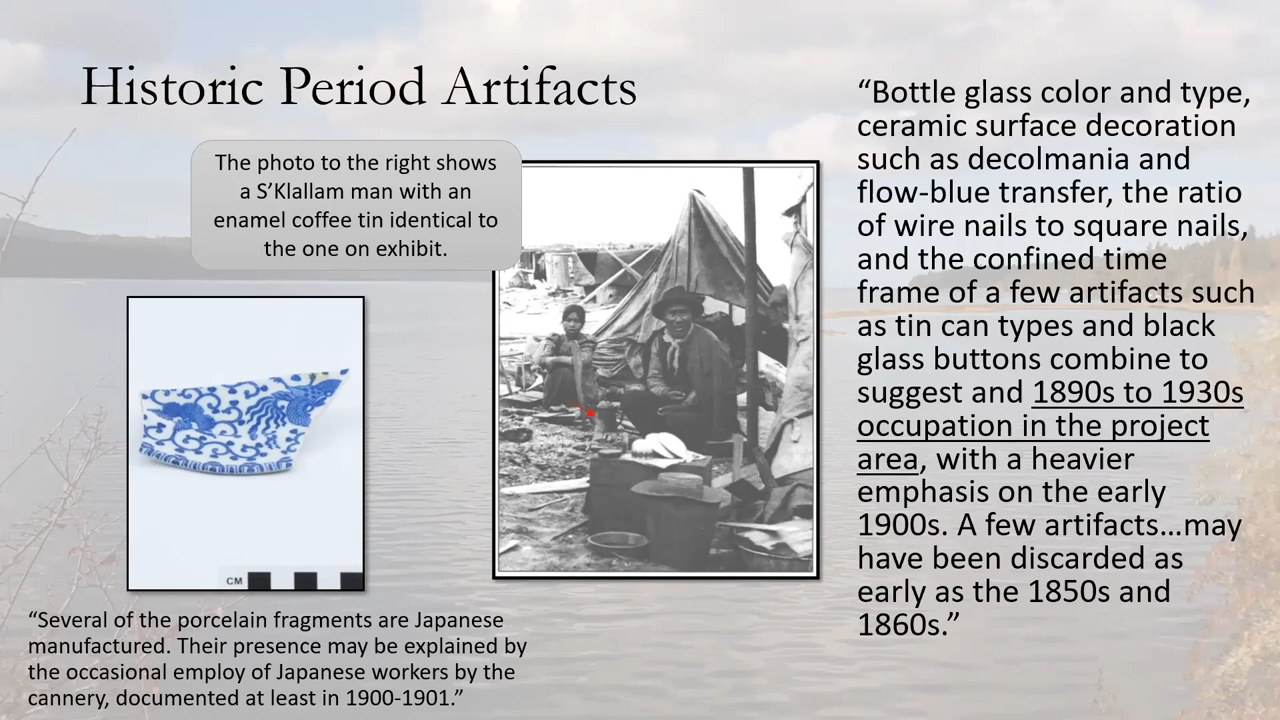 Historic Period Artifacts
The photo to the right shows
a S’Klallam man with an
enamel coffee tin identical to
the one on exhibit.
CM
“Several of the porcelain fragments are Japanese
manufactured. Their presence may be explained by
the occasional employ of Japanese workers by the
cannery, documented at least in 1900-1901.”
“Bottle glass color and type,
ceramic surface decoration
such as decolmania and
flow-blue transfer, the ratio
of wire nails to square nails,
and the confined time
frame of a few artifacts such
as tin can types and black
glass buttons combine to
suggest and 1890s to 1930s
occupation in the project
area, with a heavier
emphasis on the early
1900s. A few artifacts…may
have been discarded as
early as the 1850s and
1860s.”